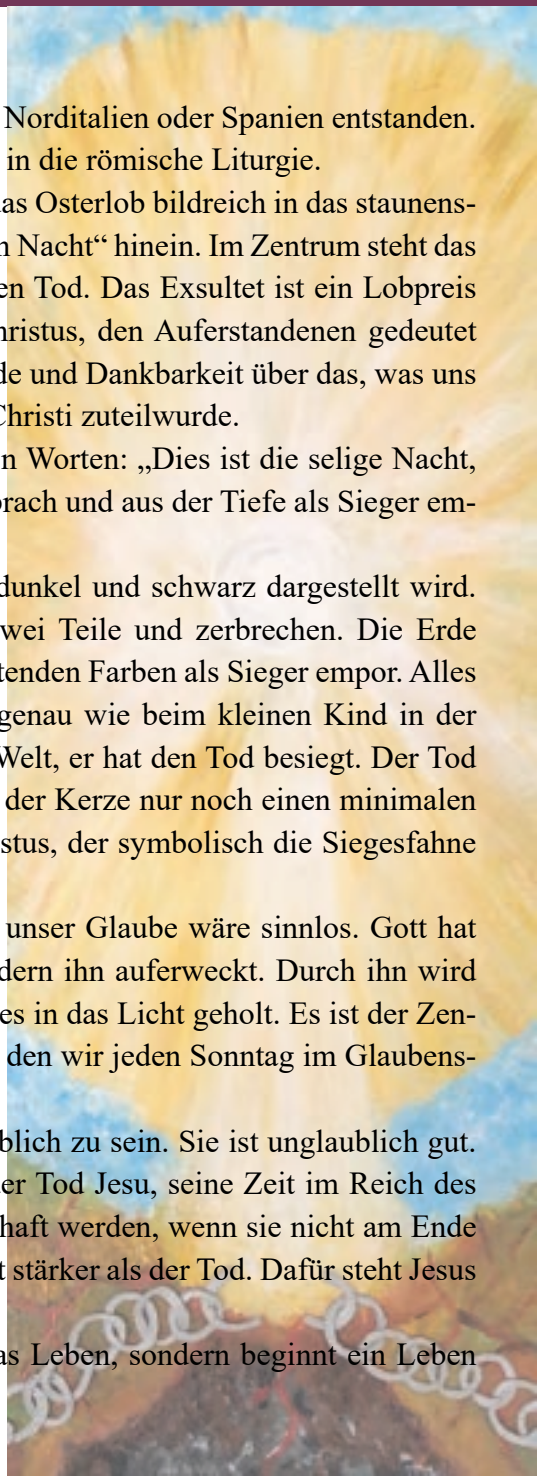 Norditalien oder Spanien entstanden.
in die römische Liturgie.
as Osterlob bildreich in das staunens-
n Nacht“ hinein. Im Zentrum steht das
en Tod. Das Exsultet ist ein Lobpreis
hristus, den Auferstandenen gedeutet
de und Dankbarkeit über das, was uns
Christi zuteilwurde.
n Worten: „Dies ist die selige Nacht,
brach und aus der Tiefe als Sieger em-
dunkel und schwarz dargestellt wird.
wei Teile und zerbrechen. Die Erde
tenden Farben als Sieger empor. Alles
genau wie beim kleinen Kind in der
Welt, er hat den Tod besiegt. Der Tod
der Kerze nur noch einen minimalen
stus, der symbolisch die Siegesfahne
unser Glaube wäre sinnlos. Gott hat
dern ihn auferweckt. Durch ihn wird
es in das Licht geholt. Es ist der Zen-
den wir jeden Sonntag im Glaubens-
blich zu sein. Sie ist unglaublich gut.
er Tod Jesu, seine Zeit im Reich des
haft werden, wenn sie nicht am Ende
t stärker als der Tod. Dafür steht Jesus
as Leben, sondern beginnt ein Leben